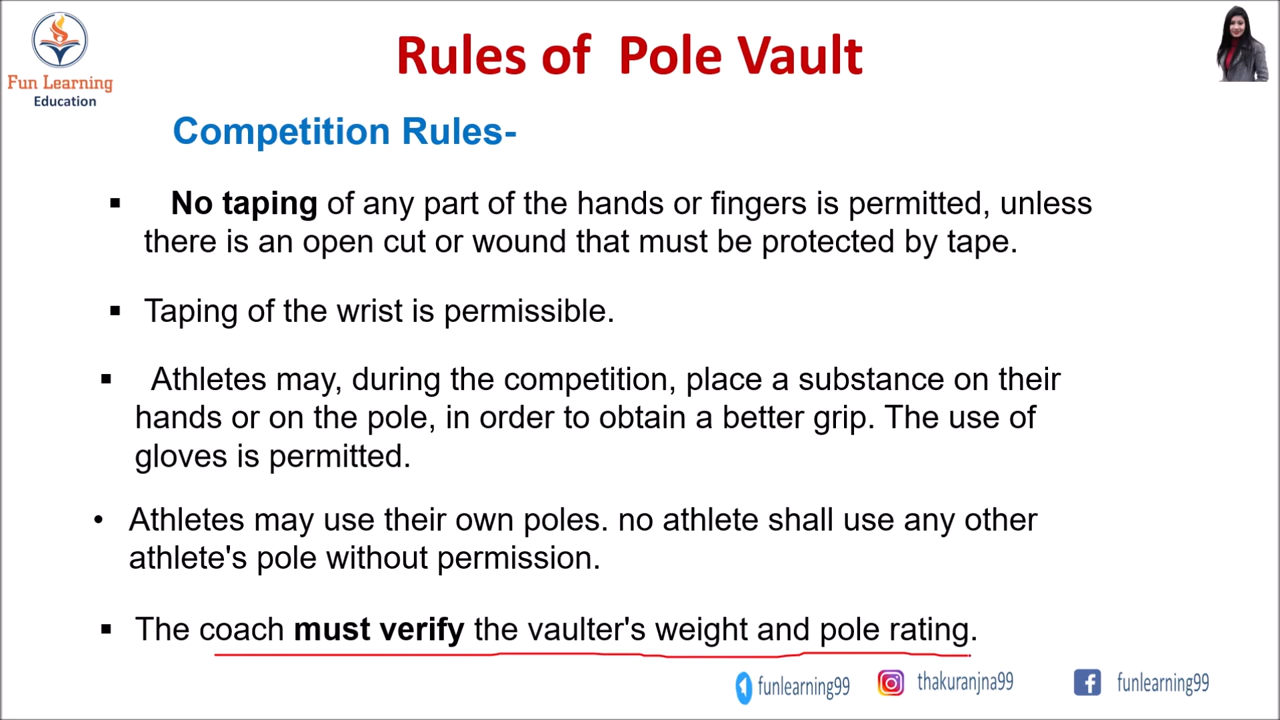 Rules of Pole Vault
Fun Learning
Education
Competition Rules-
▪ No taping of any part of the hands or fingers is permitted, unless
there is an open cut or wound that must be protected by tape.
▪ Taping of the wrist is permissible.
▪ Athletes may, during the competition, place a substance on their
hands or on the pole, in order to obtain a better grip. The use of
gloves is permitted.
• Athletes may use their own poles. no athlete shall use any other
athlete's pole without permission.
▪ The coach must verify the vaulter's weight and pole rating.
funlearning99
thakuranjna99
funlearning99